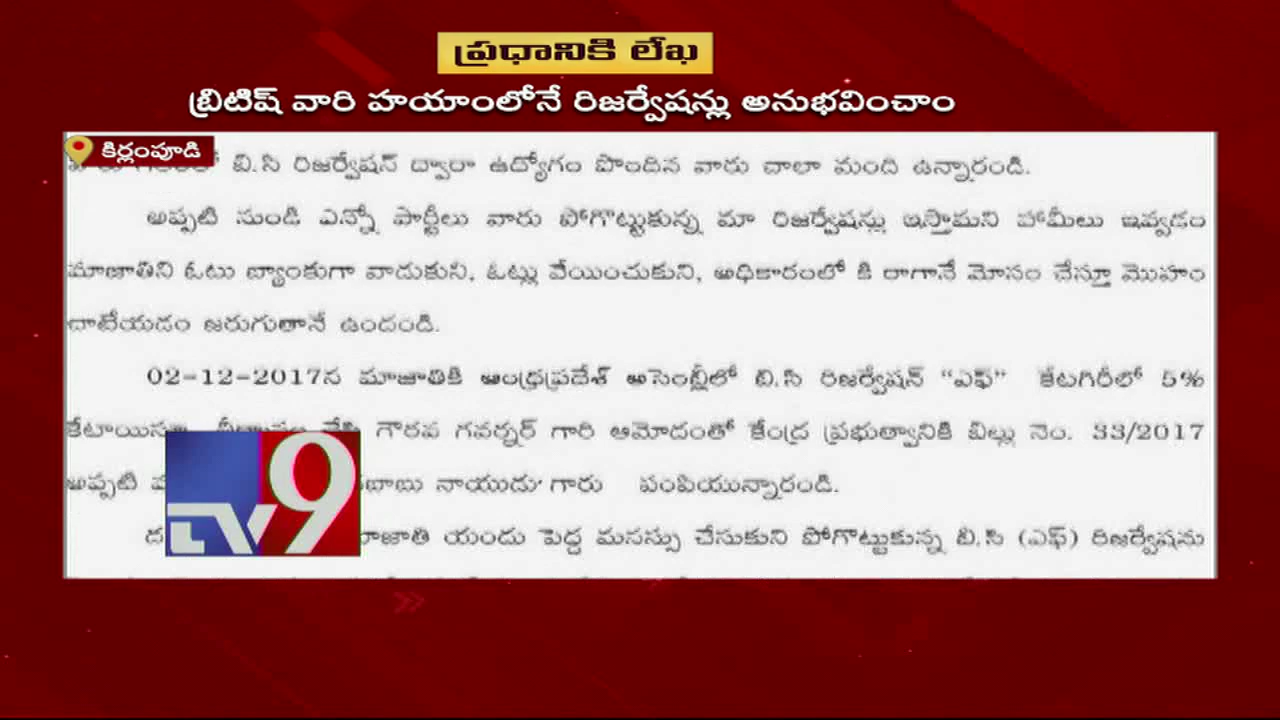 ప్రధానికి లేఖ
బ్రిటిష్ వారి హయాంలోనే రిజర్వేషన్లు అనుభవించాం
కిర్లంపూడి
బి.సి రిజర్వేషన్ ద్వారా ఉద్యోగం పొందిన వారు చాలా మంది ఉన్నారండి.
అప్పటి నుండి ఎన్నో పార్టీలు వారు పోగొట్టుకున్న మా రిజర్వేషన్లు ఇస్తామని హామీలు ఇవ్వడం
మాజాతిని ఓటు బ్యాంకుగా వాడుకుని, ఓట్లు వేయించుకుని, అధికారంలో కి రాగానే మోసం చేస్తూ మొహం
చాటేయడం జరుగుతానే ఉందండి.
02-12-2017న మాజాతికి ఆంధ్రప్రదేశ్ అసెంబ్లీలో బి.సి రిజర్వేషన్ "ఎఫ్" కేటగిరీలో 5%
గౌరవ గవర్నర్ గారి ఆమోదంతో కేంద్ర ప్రభుత్వానికి బిల్లు నెం. 33/2017
అప్పటి నాయుడు గారు పంపియున్నారండి.
యందు పెద్ద మనస్సు చేసుకుని పోగొట్టుకున్న బి.సి (ఎఫ్) రిజర్వేషను
TV9